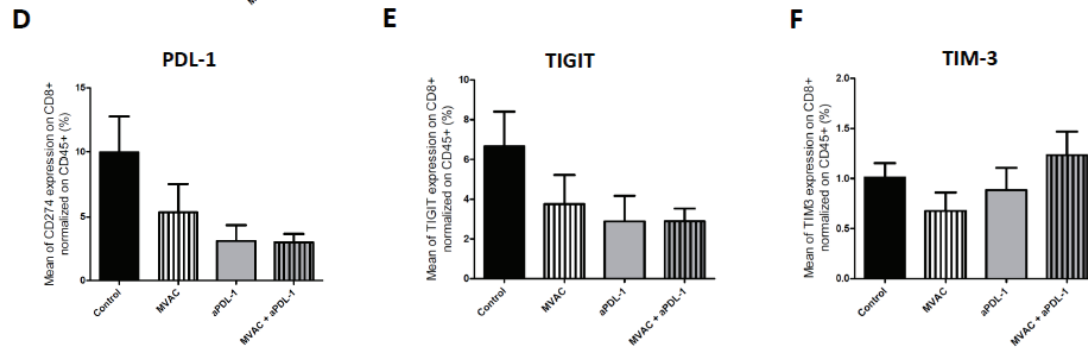 D
PDL-1
Mean of CD274 expression on CD8+
normalized on CD45+ (%)
15
10
5
0
Control
MVAC
aPDL-1
MVAC + aPDL-1
E
TIGIT
Mean of TIGIT expression on CD8+
normalized on CD45+ (%)
10
8
6
4
2
0
Control
MVAC
aPDL-1
MVAC + aPDL-1
F
TIM-3
Mean of TIM3 expression on CD8+
normalized on CD45+ (%)
2.0
1.5
1.0
0.5
0.0
Control
MVAC
aPDL-1
MVAC + aPDL-1